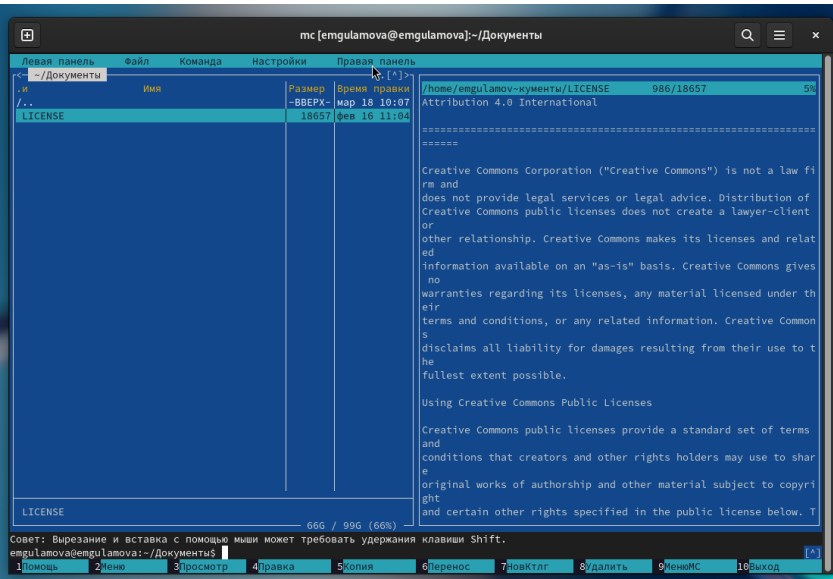 mc [emgulamova@emgulamova]:~/Документы
Левая панель Файл Команда Настройки Правая панель
<— ~/Документы .[^]>
.и Имя Размер Время правки
/.. -ВВЕРХ- мар 18 10:07
LICENSE 18657 фев 16 11:04
LICENSE
66G / 99G (66%)
/home/emgulamov-кументы/LICENSE 986/18657 5%
Attribution 4.0 International
=================================================================
======
Creative Commons Corporation ("Creative Commons") is not a law fi
rm and
does not provide legal services or legal advice. Distribution of
Creative Commons public licenses does not create a lawyer-client
or
other relationship. Creative Commons makes its licenses and relat
ed
information available on an "as-is" basis. Creative Commons gives
no
warranties regarding its licenses, any material licensed under th
eir
terms and conditions, or any related information. Creative Common
s
disclaims all liability for damages resulting from their use to t
he
fullest extent possible.
Using Creative Commons Public Licenses
Creative Commons public licenses provide a standard set of terms
and
conditions that creators and other rights holders may use to shar
e
original works of authorship and other material subject to copyri
ght
and certain other rights specified in the public license below. T
Совет: Вырезание и вставка с помощью мыши может требовать удержания клавиши Shift.
emgulamova@emgulamova:~/Документы$ [^]
1Помощь 2Меню 3Просмотр 4Правка 5Копия 6Перенос 7НовКтлг 8Удалить 9МенюMC 10Выход